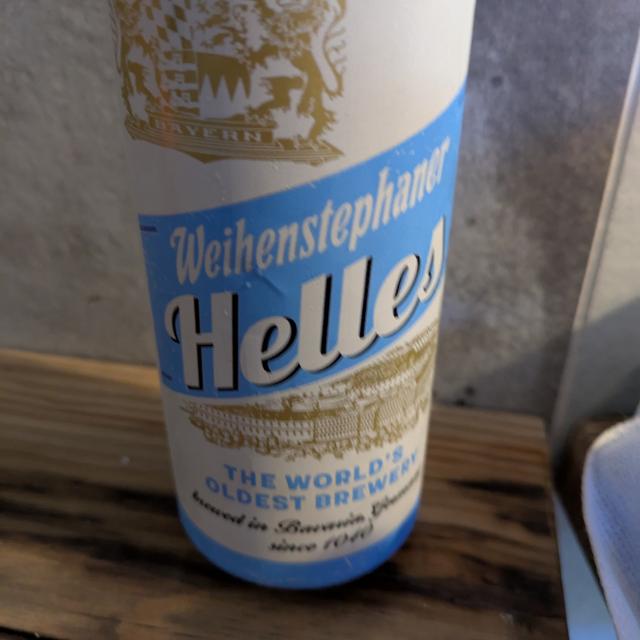 BAYERN
Weihenstephaner
Helles
THE WORLD'S
OLDEST BREWERY
brewed in Bavaria, Germany
since 1040